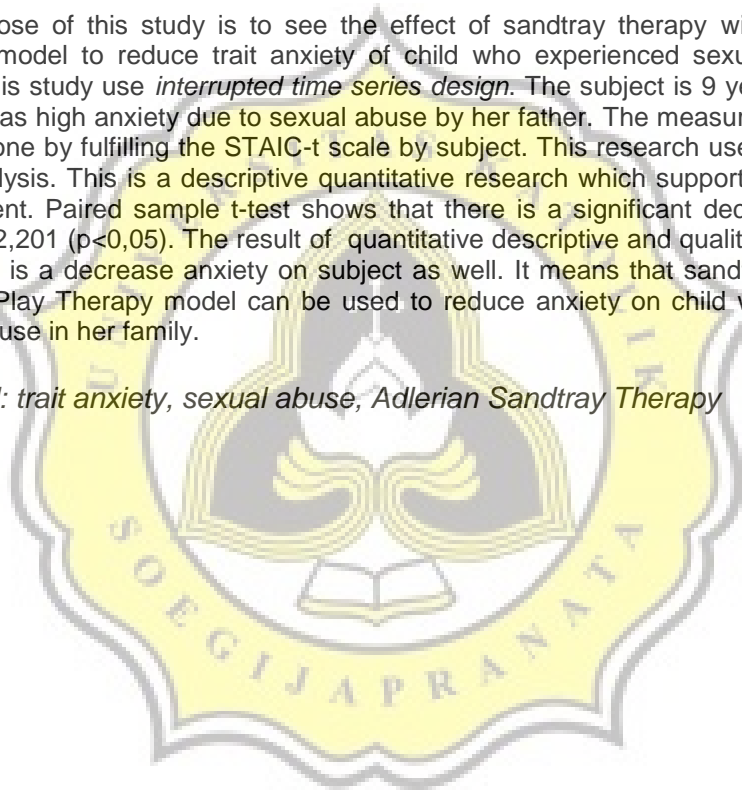 ose of this study is to see the effect of sandtray therapy wi
model to reduce trait anxiety of child who experienced sexu
is study use interrupted time series design. The subject is 9 ye
as high anxiety due to sexual abuse by her father. The measur
one by fulfilling the STAIC-t scale by subject. This research use
lysis. This is a descriptive quantitative research which support
ent. Paired sample t-test shows that there is a significant dec
2,201 (p<0,05). The result of quantitative descriptive and qualit
is a decrease anxiety on subject as well. It means that sand
Play Therapy model can be used to reduce anxiety on child v
use in her family.
: trait anxiety, sexual abuse, Adlerian Sandtray Therapy
UNIVERSITAS KATOLIK
SOEGIJAPRANATA